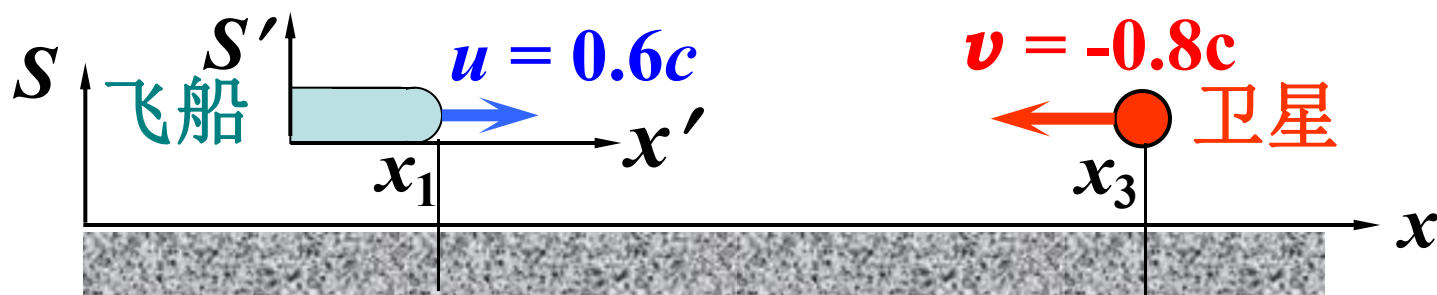 S
S′
飞船
u = 0.6c
v = -0.8c
卫星
x′
x₁
x₃
x